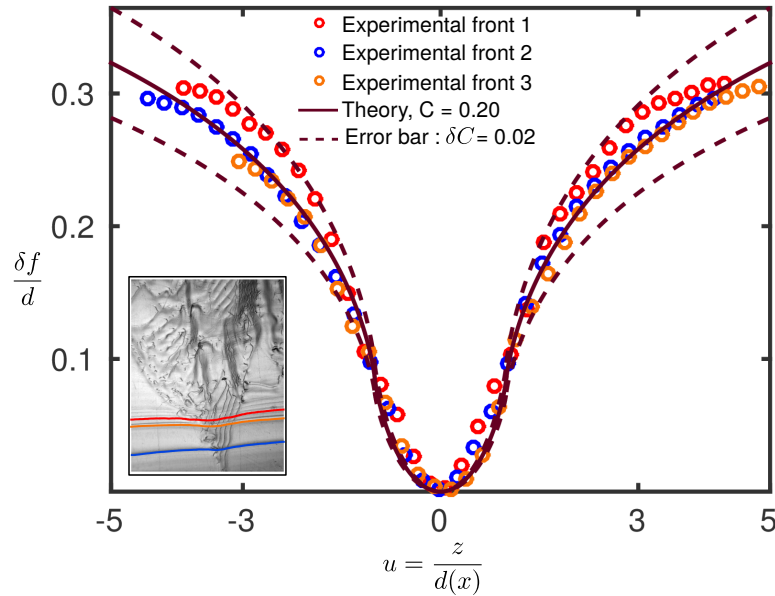 Experimental front 1
Experimental front 2
Experimental front 3
Theory, C = 0.20
Error bar : δC = 0.02
0.3
0.2
0.1
δf
d
-5 -3 0 3 5
u = z
d(x)